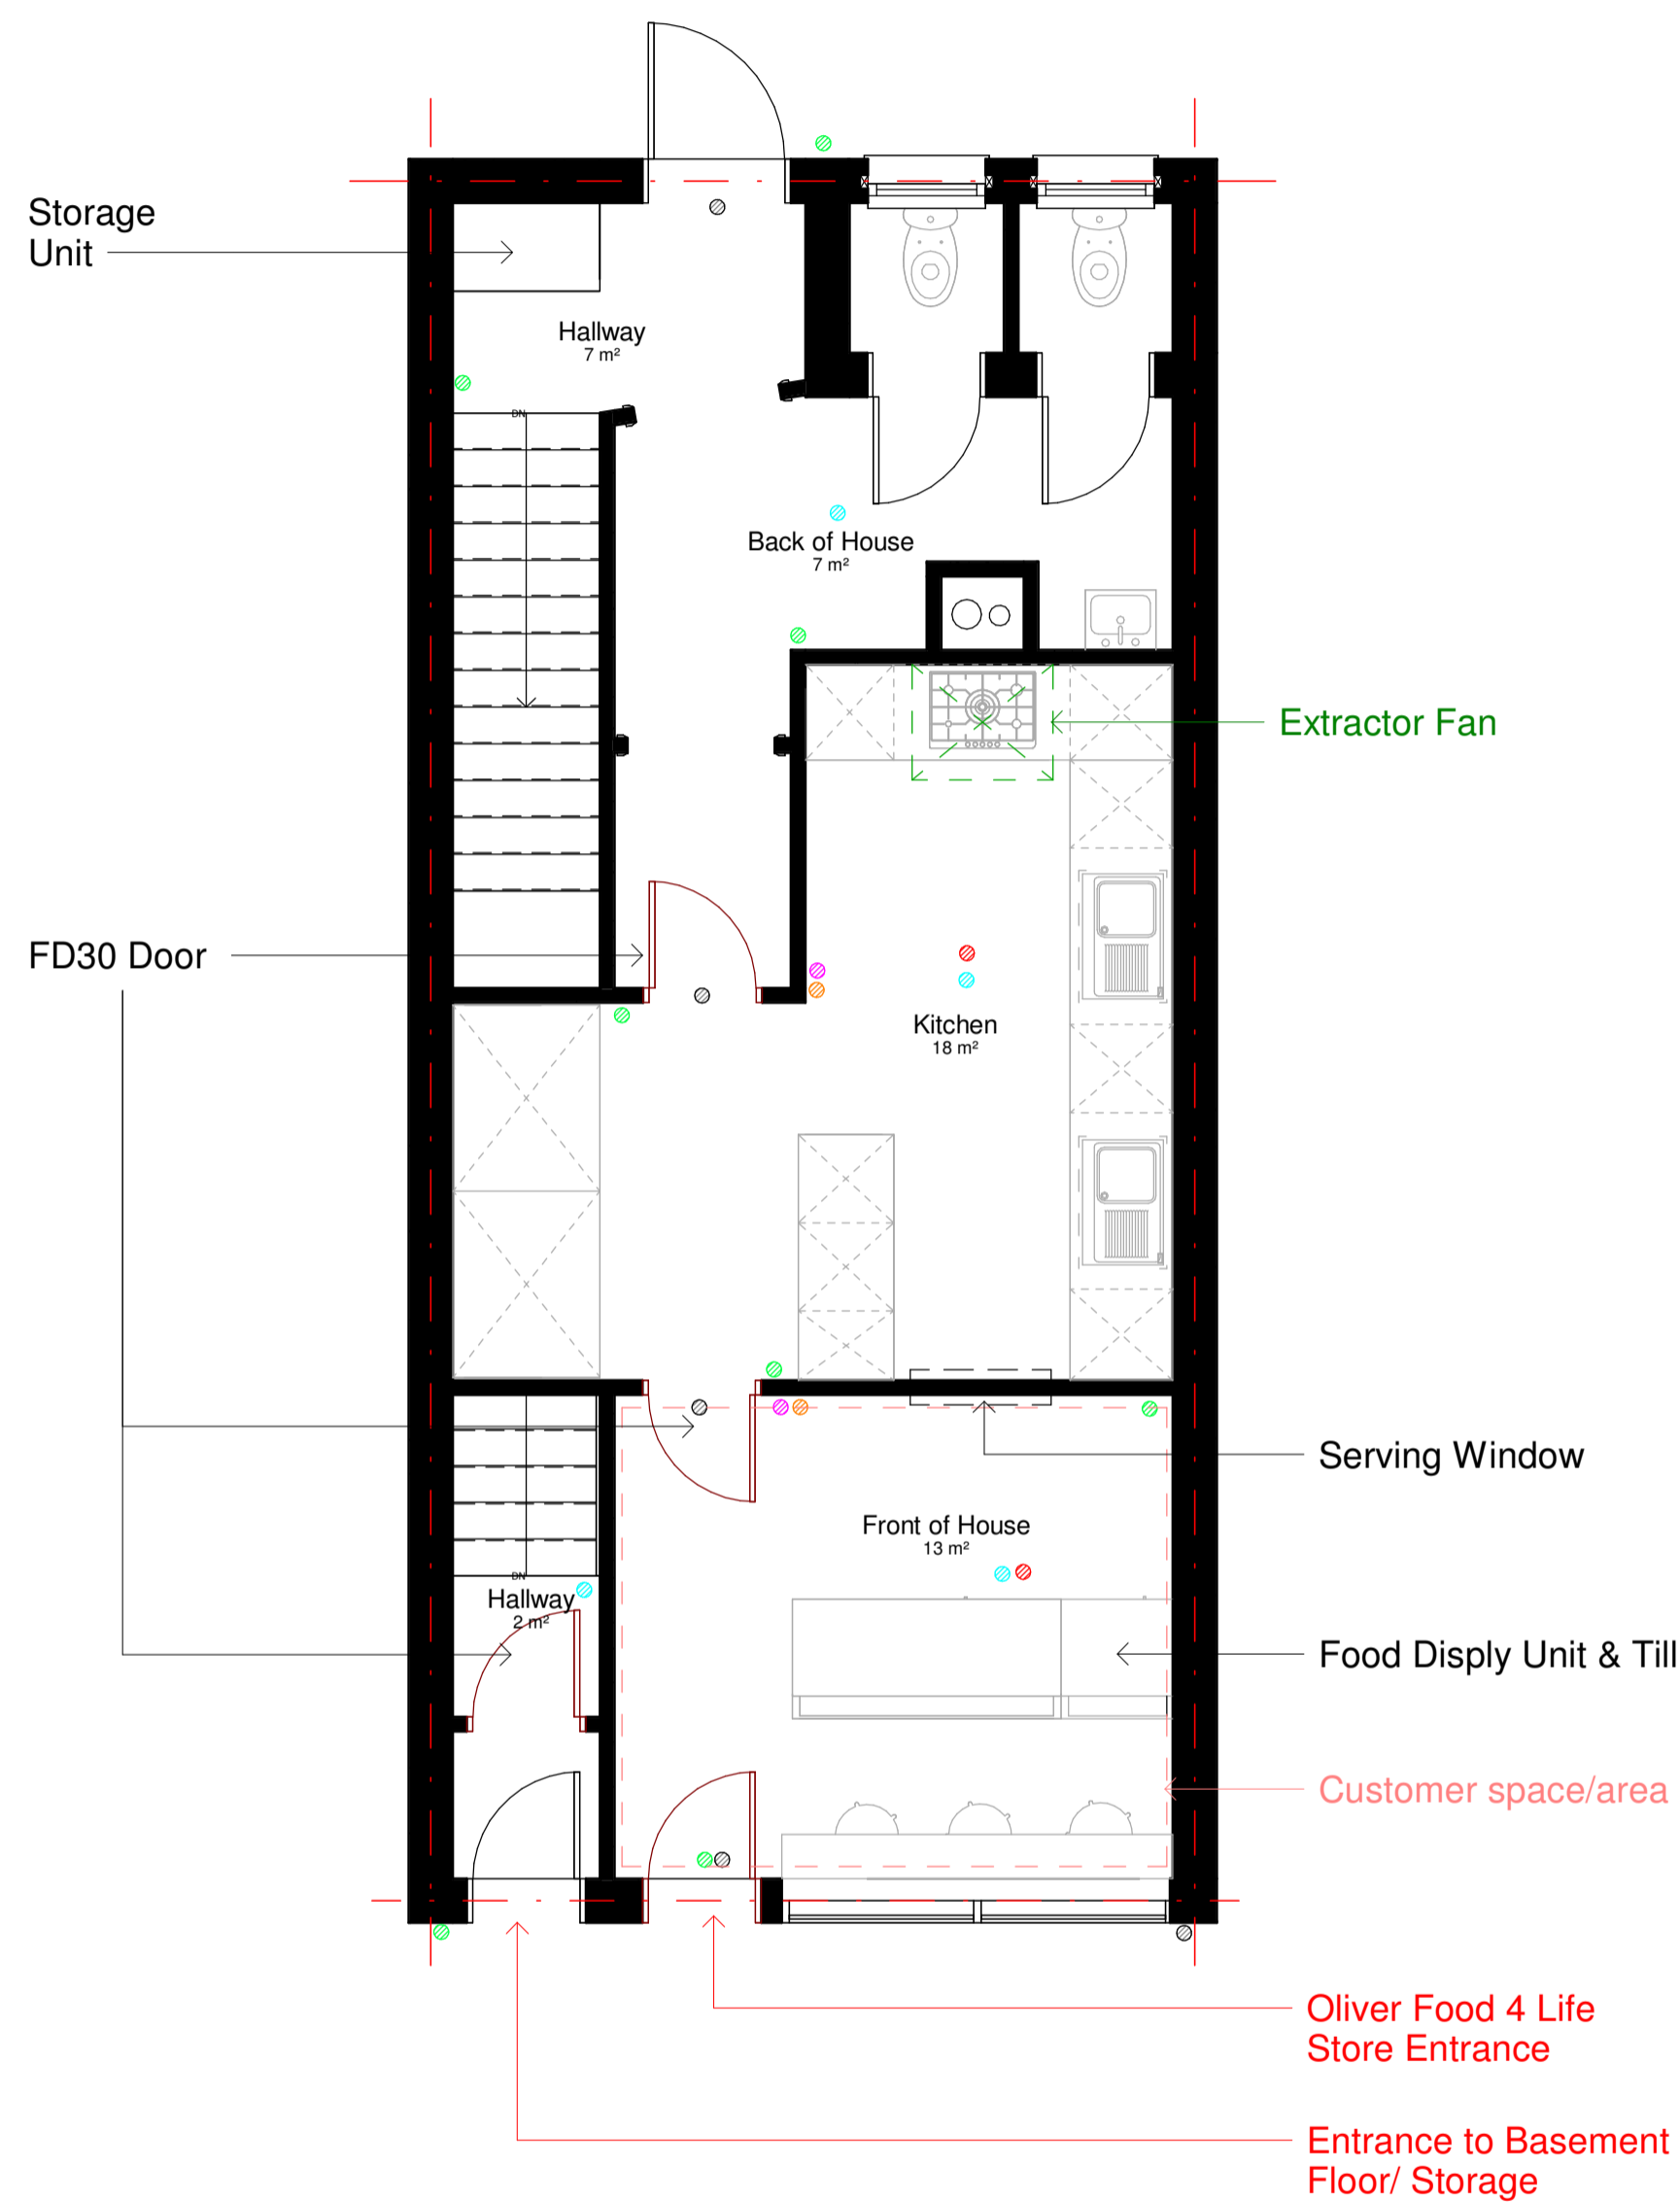 Storage
Unit
Hallway
7 m²
DN
Back of House
7 m²
Extractor Fan
FD30 Door
Kitchen
18 m²
Serving Window
Front of House
13 m²
DN
Hallway
2 m²
Food Disply Unit & Till
Customer space/area
Oliver Food 4 Life
Store Entrance
Entrance to Basement
Floor/ Storage